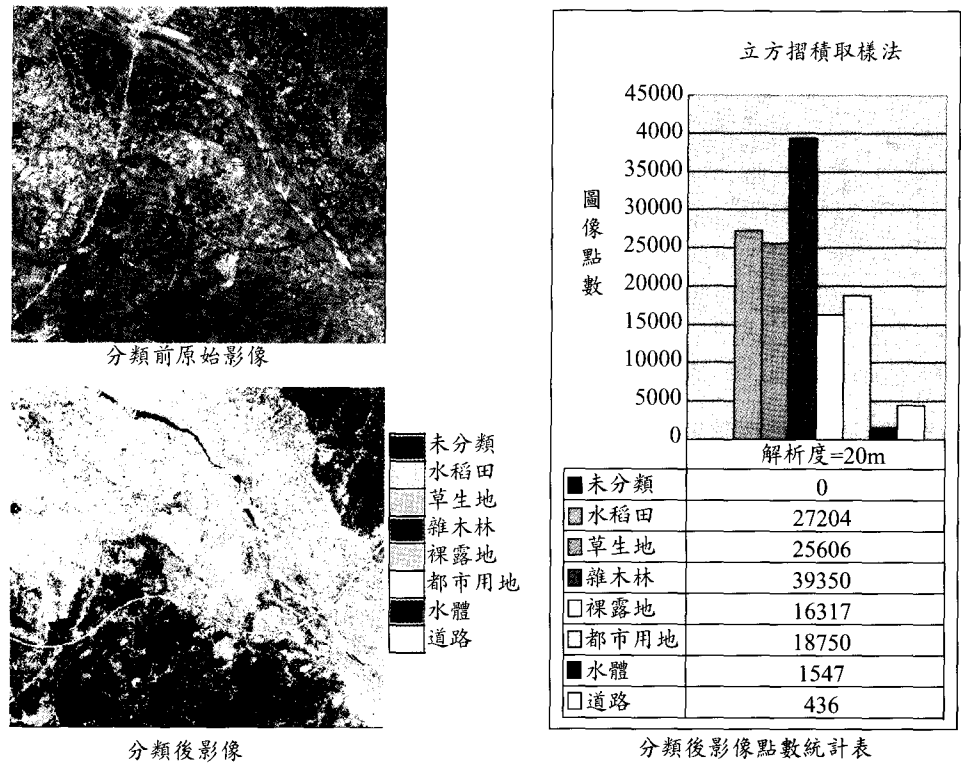 分類前原始影像
未分類
水稻田
草生地
雜木林
裸露地
都市用地
水體
道路
分類後影像
立方摺積取樣法
圖像點數
45000
4000
35000
30000
25000
20000
15000
10000
5000
0
解析度=20m
未分類 0
水稻田 27204
草生地 25606
雜木林 39350
裸露地 16317
都市用地 18750
水體 1547
道路 436
分類後影像點數統計表